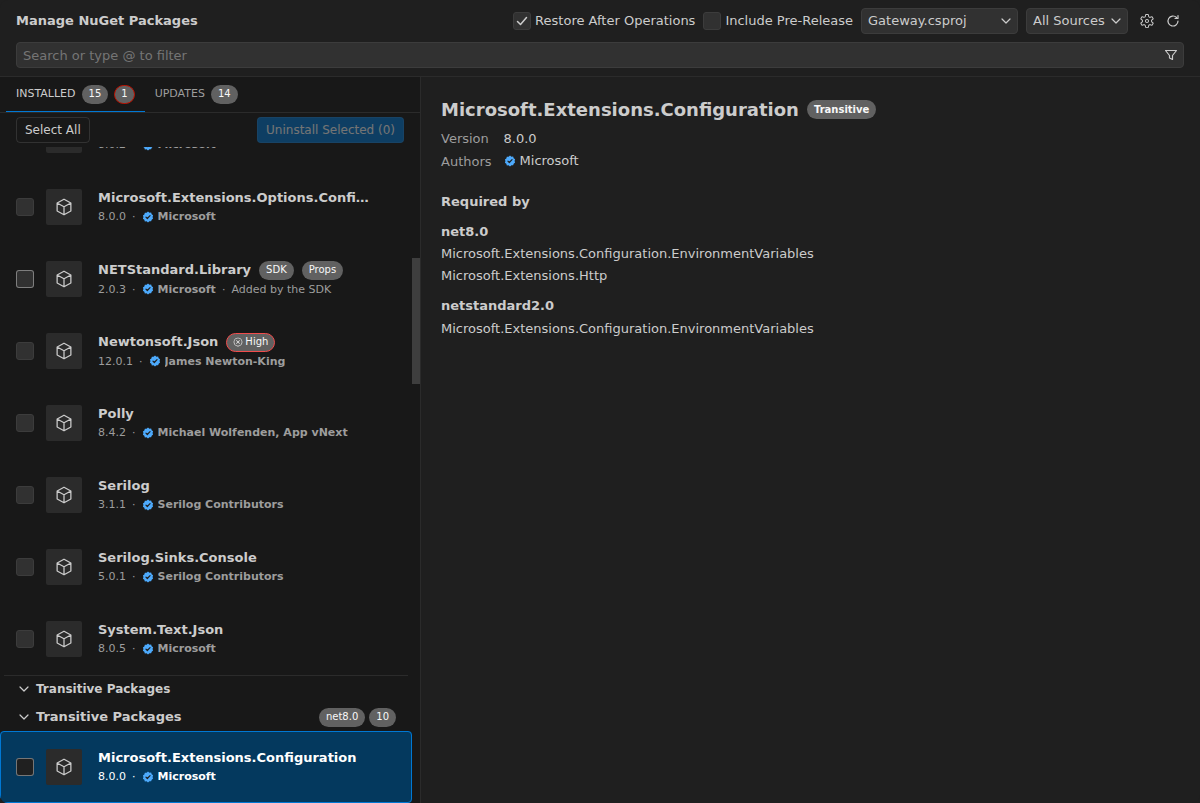 Manage NuGet Packages
Restore After Operations
Include Pre-Release
Gateway.csproj
All Sources
Search or type @ to filter
INSTALLED 15 1 UPDATES 14
Select All
Uninstall Selected (0)
Microsoft.Extensions.Options.Confi…
8.0.0 · Microsoft
NETStandard.Library SDK Props
2.0.3 · Microsoft · Added by the SDK
Newtonsoft.Json High
12.0.1 · James Newton-King
Polly
8.4.2 · Michael Wolfenden, App vNext
Serilog
3.1.1 · Serilog Contributors
Serilog.Sinks.Console
5.0.1 · Serilog Contributors
System.Text.Json
8.0.5 · Microsoft
Transitive Packages
Transitive Packages net8.0 10
Microsoft.Extensions.Configuration
8.0.0 · Microsoft
Microsoft.Extensions.Configuration Transitive
Version 8.0.0
Authors Microsoft
Required by
net8.0
Microsoft.Extensions.Configuration.EnvironmentVariables
Microsoft.Extensions.Http
netstandard2.0
Microsoft.Extensions.Configuration.EnvironmentVariables